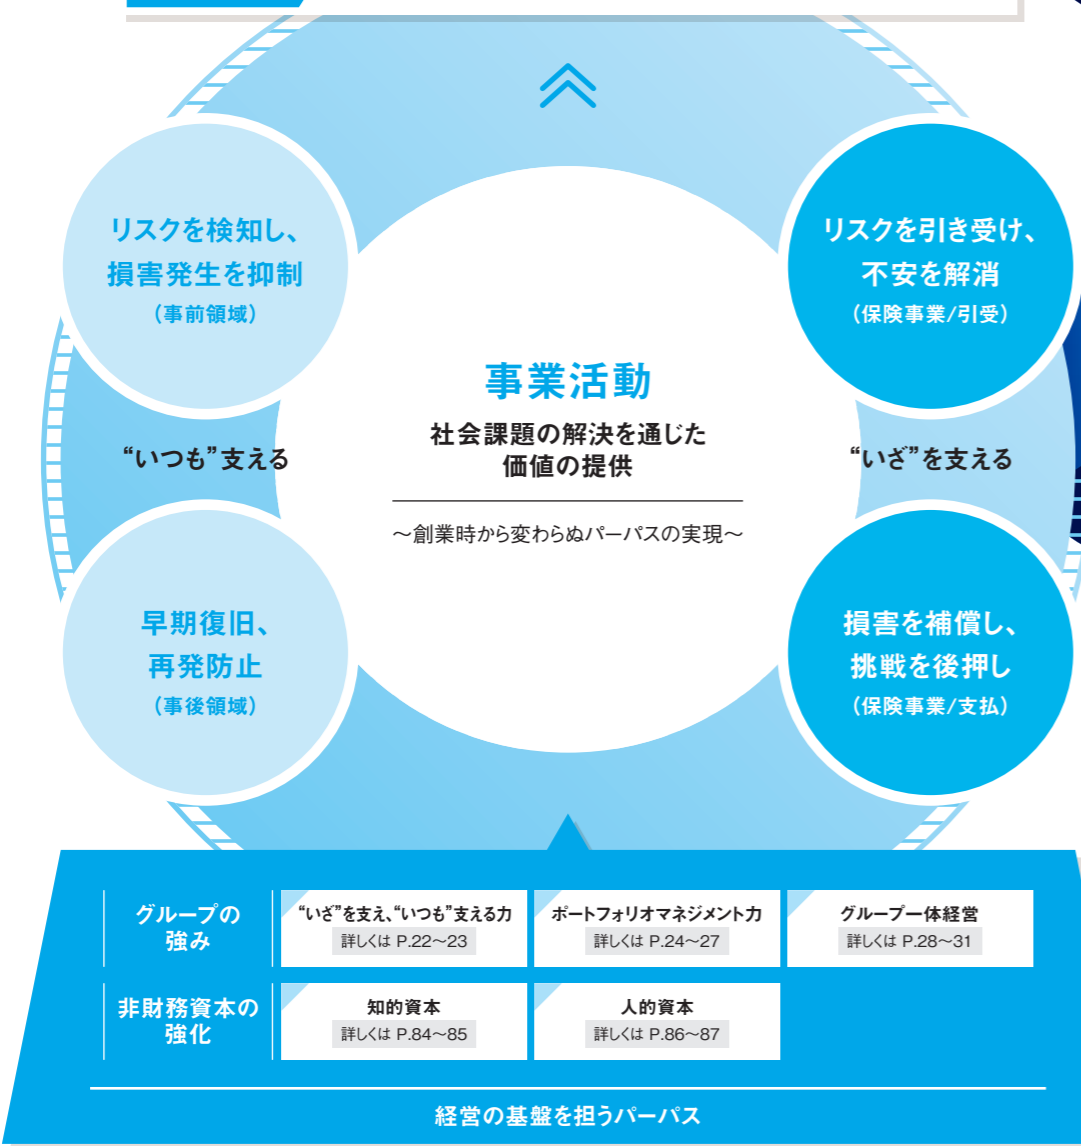 リスクを検知し、
損害発生を抑制
（事前領域）
リスクを引き受け、
不安を解消
（保険事業/引受）
事業活動
社会課題の解決を通じた
価値の提供
～創業時から変わらぬパーパスの実現～
“いつも”支える
“いざ”を支える
早期復旧、
再発防止
（事後領域）
損害を補償し、
挑戦を後押し
（保険事業/支払）
グループの
強み
“いざ”を支え、“いつも”支える力
詳しくは P.22～23
ポートフォリオマネジメント力
詳しくは P.24～27
グループ一体経営
詳しくは P.28～31
非財務資本の
強化
知的資本
詳しくは P.84～85
人的資本
詳しくは P.86～87
経営の基盤を担うパーパス